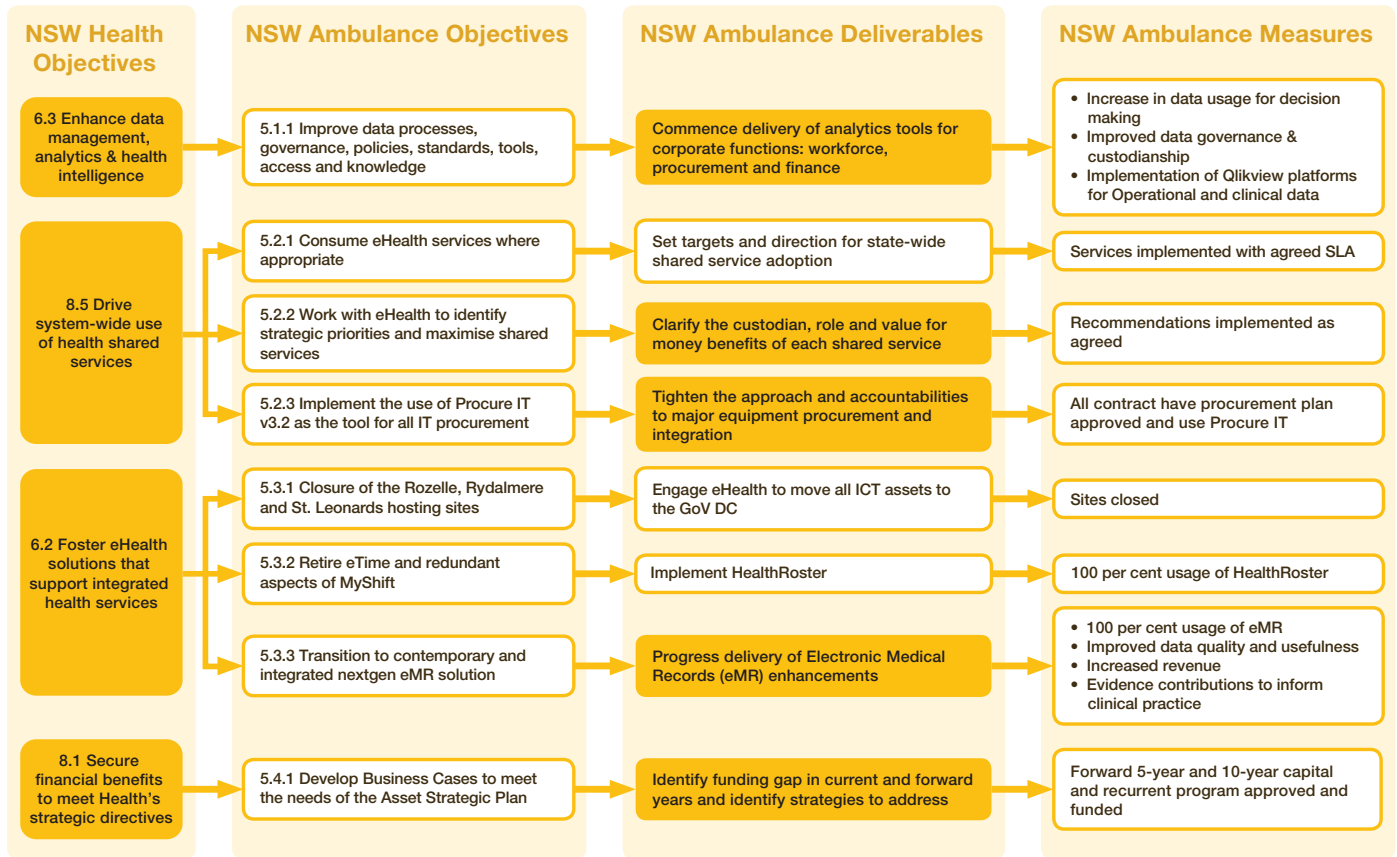 NSW Health
Objectives
NSW Ambulance Objectives
NSW Ambulance Deliverables
NSW Ambulance Measures
6.3 Enhance data
management,
analytics & health
intelligence
5.1.1 Improve data processes,
governance, policies, standards, tools,
access and knowledge
Commence delivery of analytics tools for
corporate functions: workforce,
procurement and finance
• Increase in data usage for decision
making
• Improved data governance &
custodianship
• Implementation of Qlikview platforms
for Operational and clinical data
8.5 Drive
system-wide use
of health shared
services
5.2.1 Consume eHealth services where
appropriate
Set targets and direction for state-wide
shared service adoption
Services implemented with agreed SLA
5.2.2 Work with eHealth to identify
strategic priorities and maximise shared
services
Clarify the custodian, role and value for
money benefits of each shared service
Recommendations implemented as
agreed
5.2.3 Implement the use of Procure IT
v3.2 as the tool for all IT procurement
Tighten the approach and accountabilities
to major equipment procurement and
integration
All contract have procurement plan
approved and use Procure IT
6.2 Foster eHealth
solutions that
support integrated
health services
5.3.1 Closure of the Rozelle, Rydalmere
and St. Leonards hosting sites
Engage eHealth to move all ICT assets to
the GoV DC
Sites closed
5.3.2 Retire eTime and redundant
aspects of MyShift
Implement HealthRoster
100 per cent usage of HealthRoster
5.3.3 Transition to contemporary and
integrated nextgen eMR solution
Progress delivery of Electronic Medical
Records (eMR) enhancements
• 100 per cent usage of eMR
• Improved data quality and usefulness
• Increased revenue
• Evidence contributions to inform
clinical practice
8.1 Secure
financial benefits
to meet Health's
strategic directives
5.4.1 Develop Business Cases to meet
the needs of the Asset Strategic Plan
Identify funding gap in current and forward
years and identify strategies to address
Forward 5-year and 10-year capital
and recurrent program approved and
funded